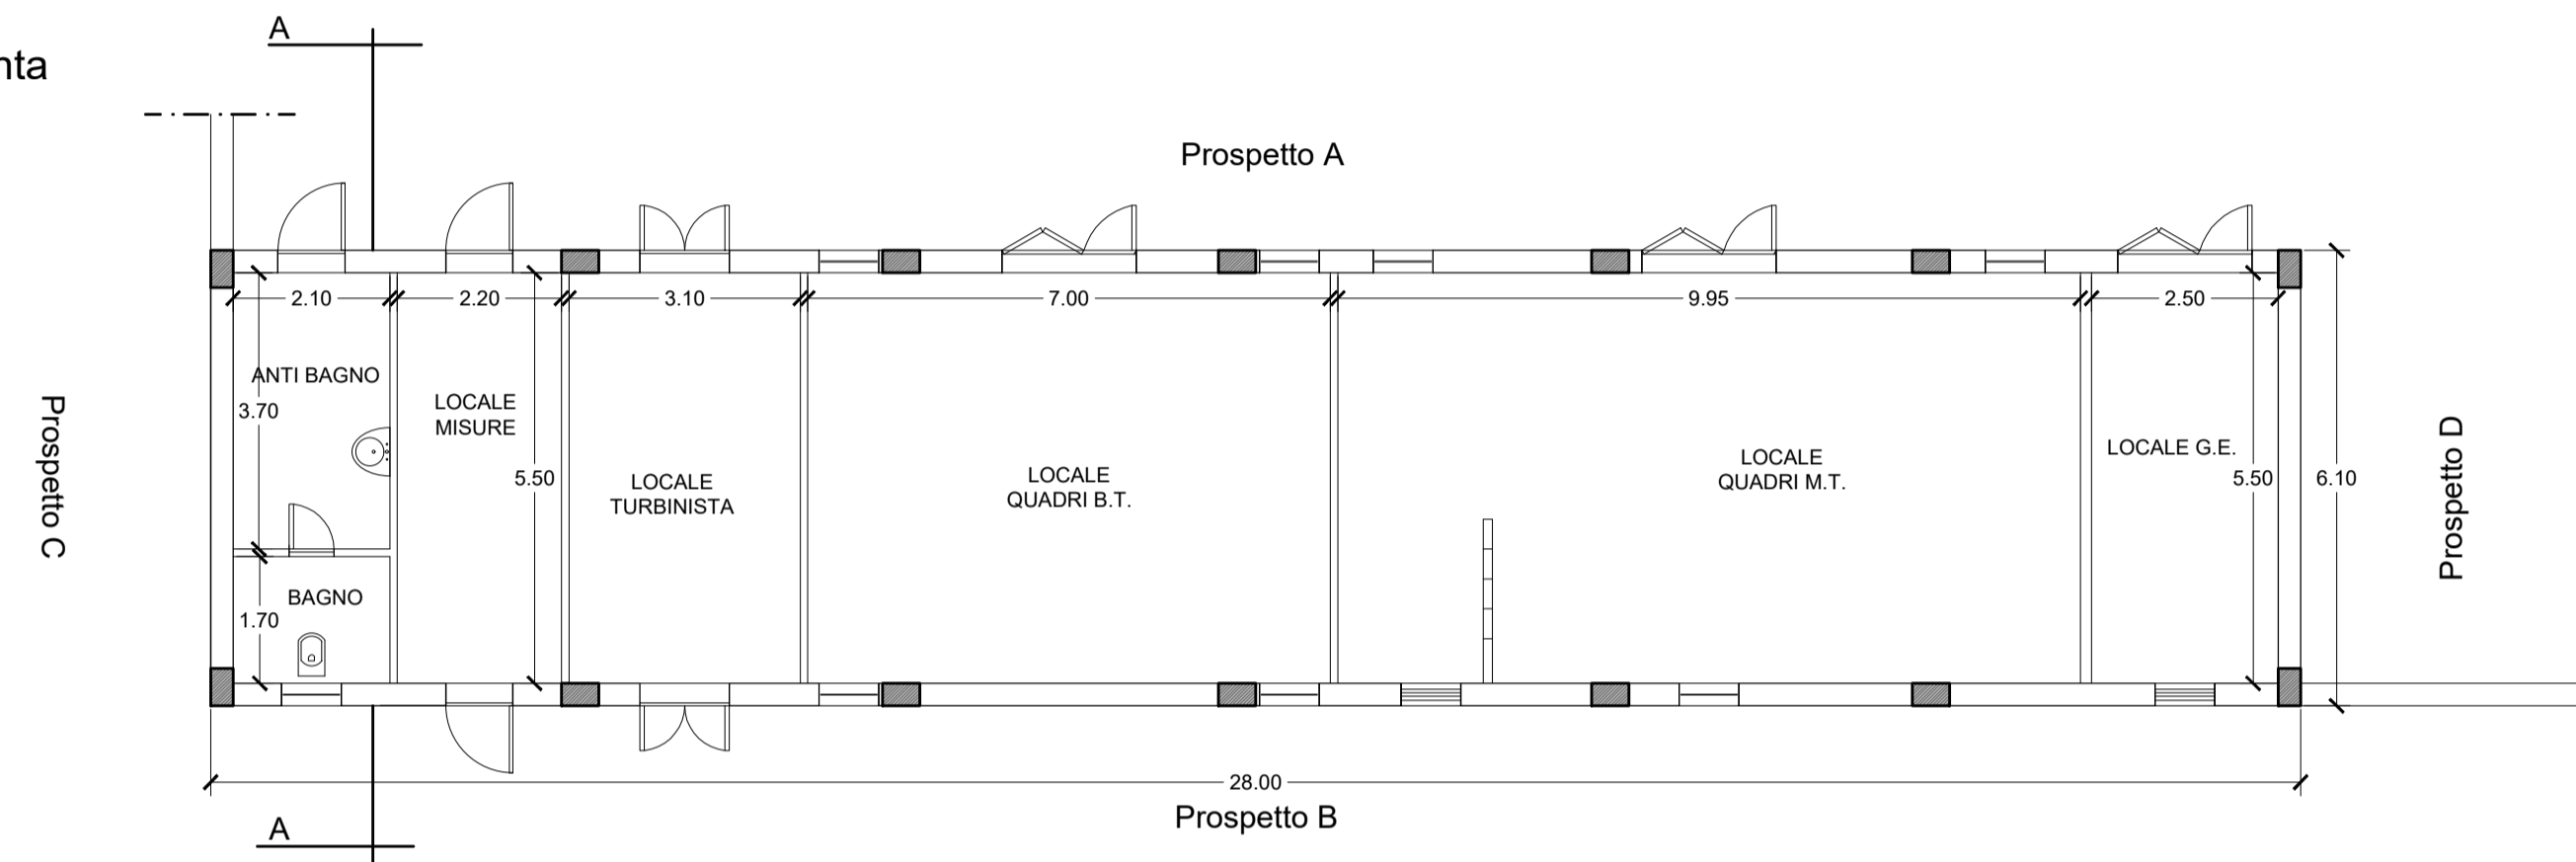 A
nta
Prospetto A
2.10
2.20
3.10
7.00
9.95
2.50
ANTI BAGNO
3.70
LOCALE
MISURE
5.50
LOCALE
TURBINISTA
LOCALE
QUADRI B.T.
LOCALE
QUADRI M.T.
LOCALE G.E.
5.50
6.10
Prospetto C
Prospetto D
BAGNO
1.70
28.00
Prospetto B
A